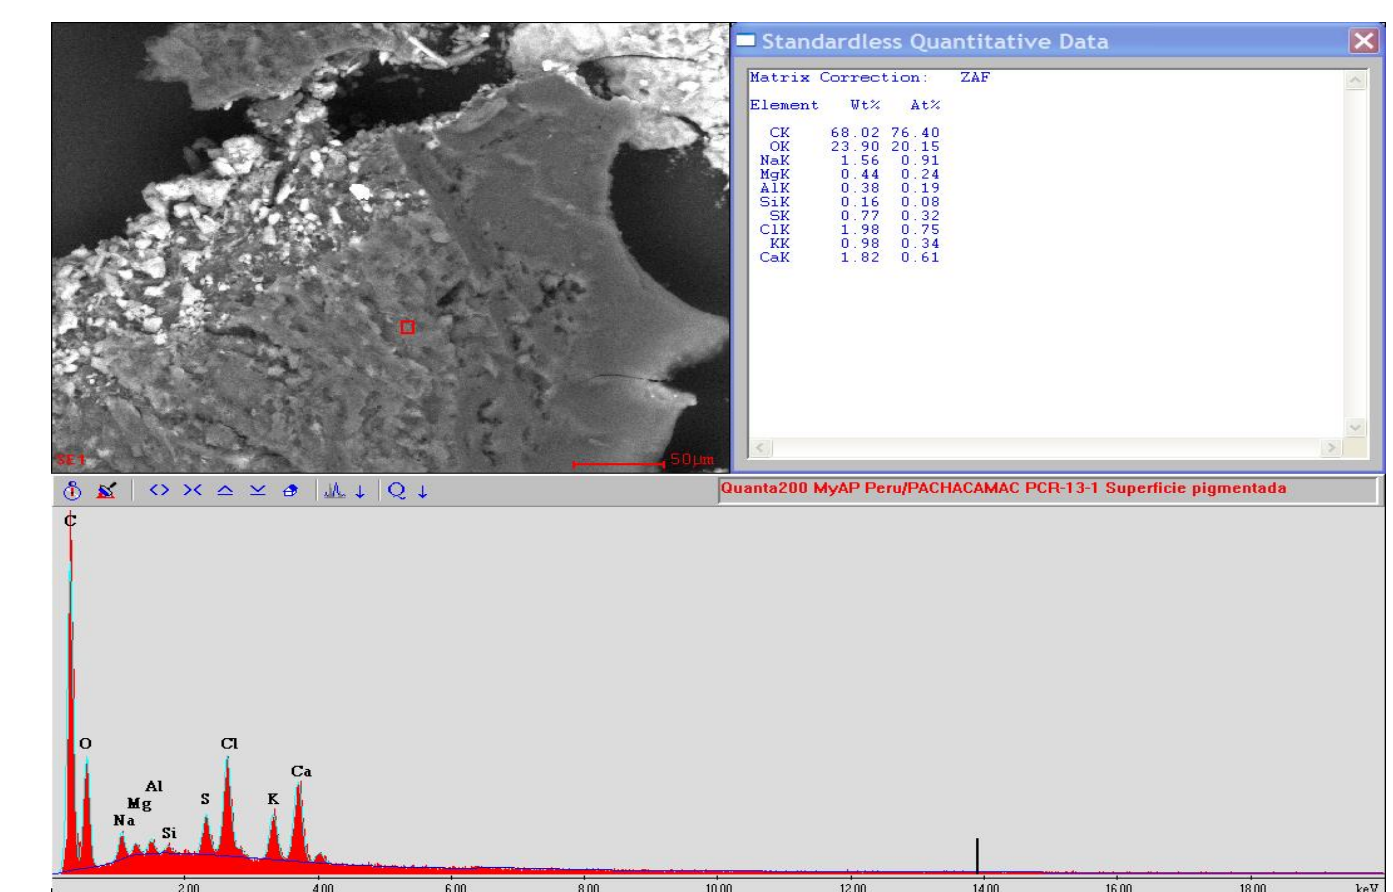 Standardless Quantitative Data
Matrix Correction: ZAF
Element Wt% At%
CK 68.02 76.40
OK 23.90 20.15
NaK 1.56 0.91
MgK 0.44 0.24
AlK 0.38 0.19
SiK 0.16 0.08
SK 0.77 0.32
ClK 1.98 0.75
KK 0.98 0.34
CaK 1.82 0.61
SE1 50µm
Quanta200 MyAP Peru/PACHACAMAC PCR-13-1 Superficie pigmentada
C
O Cl
Ca
Al
Mg S K
Na
Si
2.00 4.00 6.00 8.00 10.00 12.00 14.00 16.00 18.00 keV